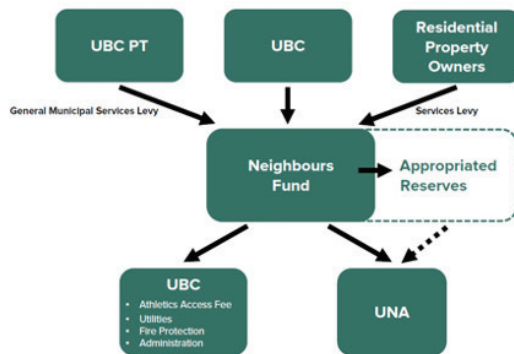 UBC PT
UBC
Residential
Property
Owners
General Municipal Services Levy
Services Levy
Neighbours
Fund
Appropriated
Reserves
UBC
• Athletics Access Fee
• Utilities
• Fire Protection
• Administration
UNA